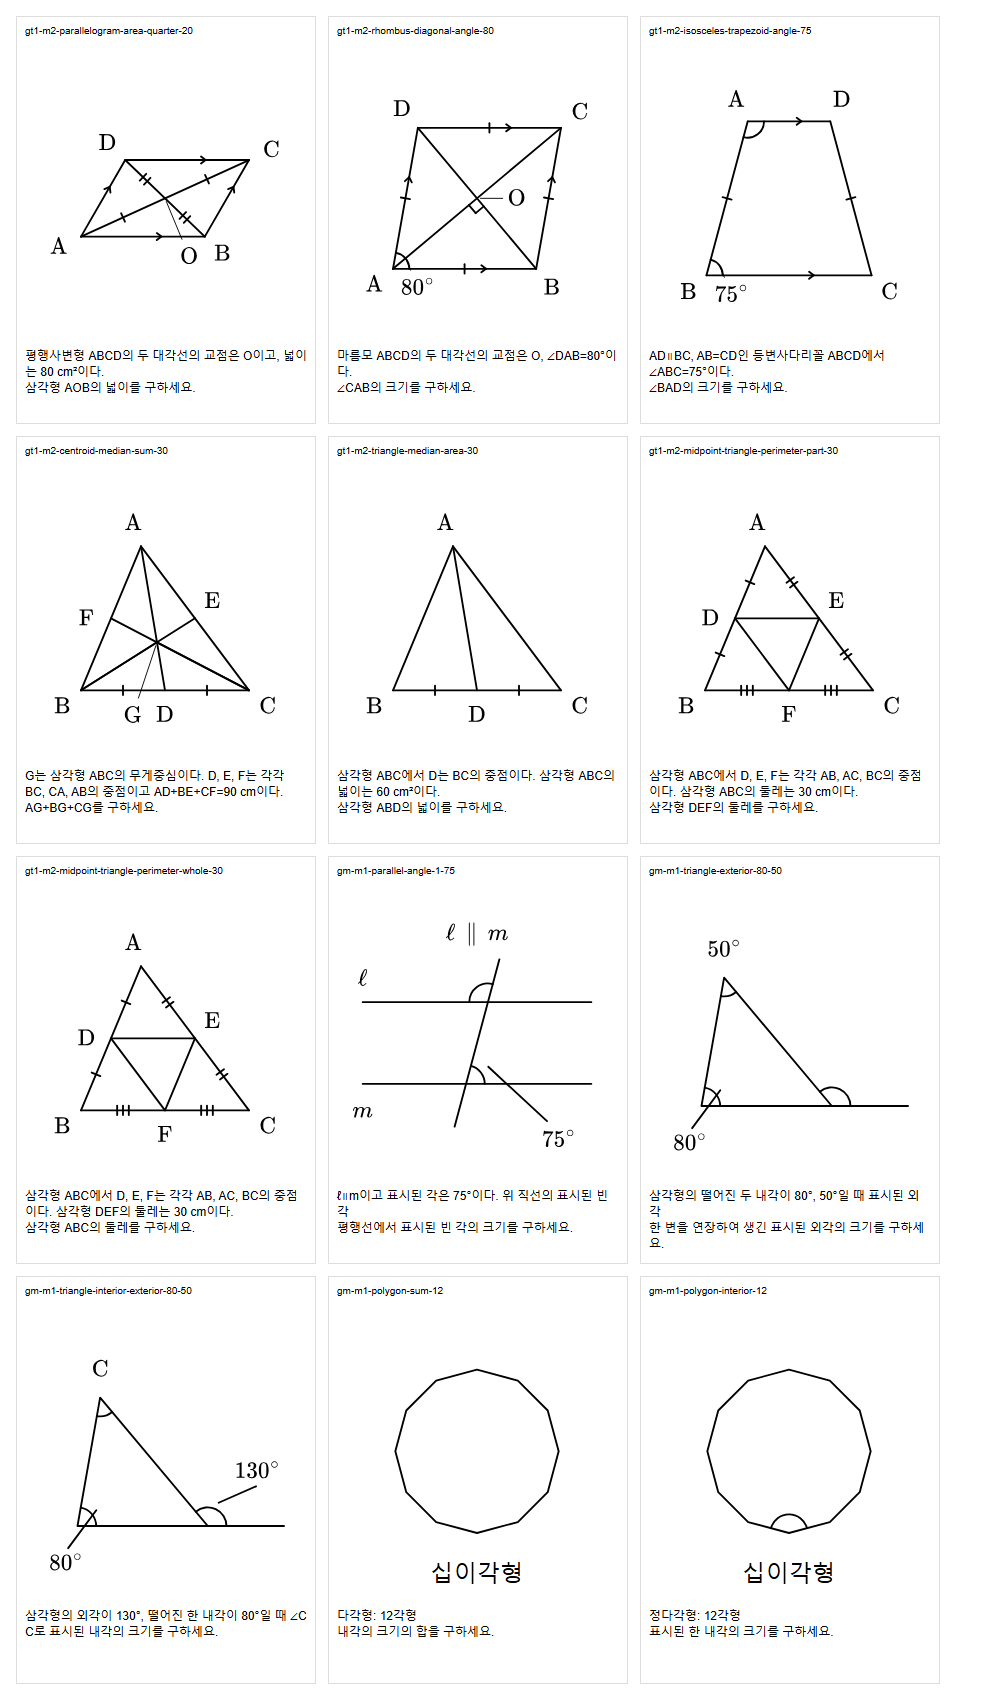 gt1-m2-parallelogram-area-quarter-20
D
C
A
O
B
평행사변형 ABCD의 두 대각선의 교점은 O이고, 넓이
는 80 cm²이다.
삼각형 AOB의 넓이를 구하세요.
gt1-m2-rhombus-diagonal-angle-80
D
C
O
A
80°
B
마름모 ABCD의 두 대각선의 교점은 O, ∠DAB=80°이
다.
∠CAB의 크기를 구하세요.
gt1-m2-isosceles-trapezoid-angle-75
A
D
B
75°
C
AD∥BC, AB=CD인 등변사다리꼴 ABCD에서
∠ABC=75°이다.
∠BAD의 크기를 구하세요.
gt1-m2-centroid-median-sum-30
A
F
E
B
G
D
C
G는 삼각형 ABC의 무게중심이다. D, E, F는 각각
BC, CA, AB의 중점이고 AD+BE+CF=90 cm이다.
AG+BG+CG를 구하세요.
gt1-m2-triangle-median-area-30
A
B
D
C
삼각형 ABC에서 D는 BC의 중점이다. 삼각형 ABC의
넓이는 60 cm²이다.
삼각형 ABD의 넓이를 구하세요.
gt1-m2-midpoint-triangle-perimeter-part-30
A
D
E
B
F
C
삼각형 ABC에서 D, E, F는 각각 AB, AC, BC의 중점
이다. 삼각형 ABC의 둘레는 30 cm이다.
삼각형 DEF의 둘레를 구하세요.
gt1-m2-midpoint-triangle-perimeter-whole-30
A
D
E
B
F
C
삼각형 ABC에서 D, E, F는 각각 AB, AC, BC의 중점
이다. 삼각형 DEF의 둘레는 30 cm이다.
삼각형 ABC의 둘레를 구하세요.
gm-m1-parallel-angle-1-75
ℓ ∥ m
ℓ
m
75°
ℓ∥m이고 표시된 각은 75°이다. 위 직선의 표시된 빈
각
평행선에서 표시된 빈 각의 크기를 구하세요.
gm-m1-triangle-exterior-80-50
50°
80°
삼각형의 떨어진 두 내각이 80°, 50°일 때 표시된 외
각
한 변을 연장하여 생긴 표시된 외각의 크기를 구하세
요.
gm-m1-triangle-interior-exterior-80-50
C
130°
80°
삼각형의 외각이 130°, 떨어진 한 내각이 80°일 때 ∠C
C로 표시된 내각의 크기를 구하세요.
gm-m1-polygon-sum-12
십이각형
다각형: 12각형
내각의 크기의 합을 구하세요.
gm-m1-polygon-interior-12
십이각형
정다각형: 12각형
표시된 한 내각의 크기를 구하세요.